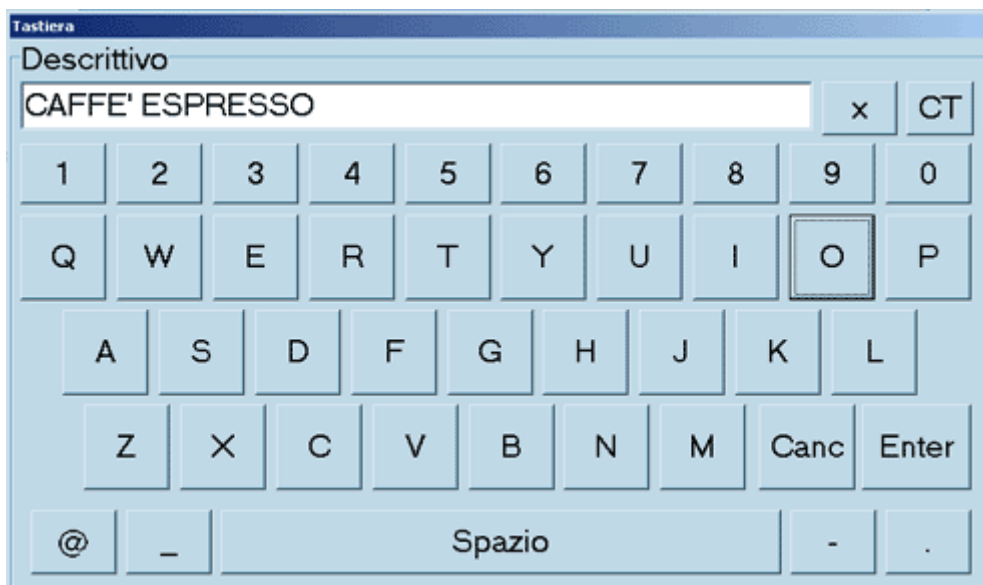 Tastiera
Descrittivo
CAFFE' ESPRESSO x CT
1 2 3 4 5 6 7 8 9 0
Q W E R T Y U I O P
A S D F G H J K L
Z X C V B N M Canc Enter
@ _ Spazio - .